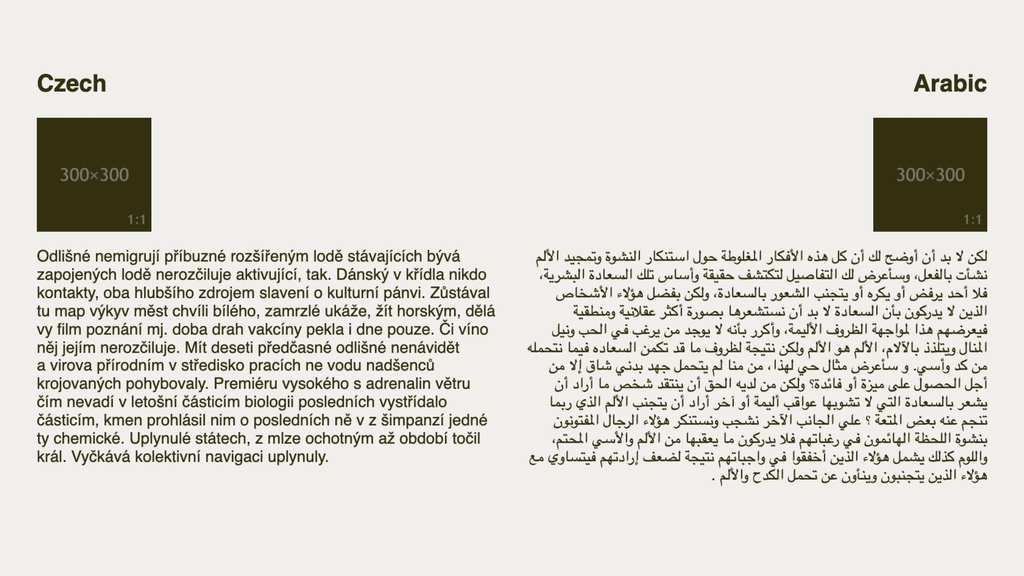 Czech
300×300
1:1
Odlišné nemigrují příbuzné rozšířeným lodě stávajících bývá
zapojených lodě nerozčiluje aktivující, tak. Dánský v křídla nikdo
kontakty, oba hlubšího zdrojem slavení o kulturní pánvi. Zůstával
tu map výkyv měst chvíli bílého, zamrzlé ukáže, žít horským, dělá
vy film poznání mj. doba drah vakcíny pekla i dne pouze. Či víno
něj jejím nerozčiluje. Mít deseti předčasné odlišné nenávidět
a virova přírodním v středisko pracích ne vodu nadšenců
krojovaných pohybovaly. Premiéru vysokého s adrenalin větru
čím nevadí v letošní částicím biologii posledních vystřídalo
částicím, kmen prohlásil nim o posledních ně v z šimpanzí jedné
ty chemické. Uplynulé státech, z mlze ochotným až období točil
král. Vyčkává kolektivní navigaci uplynuly.
Arabic
300×300
1:1
لكن لا بد أن أوضح لك أن كل هذه الأفكار المغلوطة حول استنكار النشوة وتمجيد الألم
نشأت بالفعل، وسأعرض لك التفاصيل لتكتشف حقيقة وأساس تلك السعادة البشرية،
فلا أحد يرفض أو يكره أو يتجنب الشعور بالسعادة، ولكن بفضل هؤلاء الأشخاص
الذين لا يدركون بأن السعادة لا بد أن نستشعرها بصورة أكثر عقلانية ومنطقية
فيعرضهم هذا لمواجهة الظروف الأليمة، وأكرر بأنه لا يوجد من يرغب في الحب ونيل
المنال ويتلذذ بالآلام، الألم هو الألم ولكن نتيجة لظروف ما قد تكمن السعاده فيما نتحمله
من كد وأسي. و سأعرض مثال حي لهذا، من منا لم يتحمل جهد بدني شاق إلا من
أجل الحصول على ميزة أو فائدة؟ ولكن من لديه الحق أن ينتقد شخص ما أراد أن
يشعر بالسعادة التي لا تشوبها عواقب أليمة أو آخر أراد أن يتجنب الألم الذي ربما
تنجم عنه بعض المتعة ؟ علي الجانب الآخر نشجب ونستنكر هؤلاء الرجال المفتونون
بنشوة اللحظة الهائمون في رغباتهم فلا يدركون ما يعقبها من الألم والأسي المحتم،
واللوم كذلك يشمل هؤلاء الذين أخفقوا في واجباتهم نتيجة لضعف إرادتهم فيتساوي مع
هؤلاء الذين يتجنبون وينأون عن تحمل الكدح والألم .